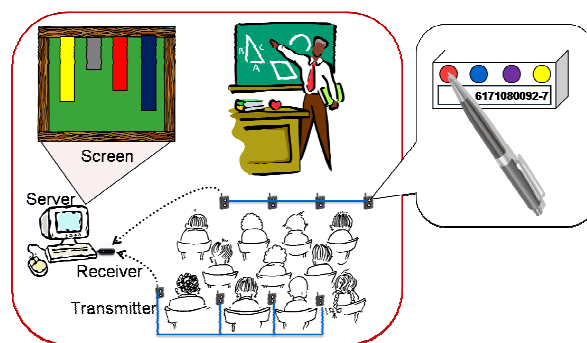 B C
A
6171080092-7
Screen
Server
Receiver
Transmitter